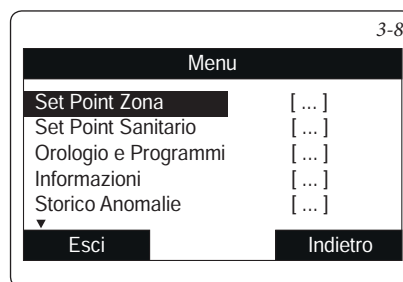 3-8
Menu
Set Point Zona [ ... ]
Set Point Sanitario [ ... ]
Orologio e Programmi [ ... ]
Informazioni [ ... ]
Storico Anomalie [ ... ]
Esci Indietro